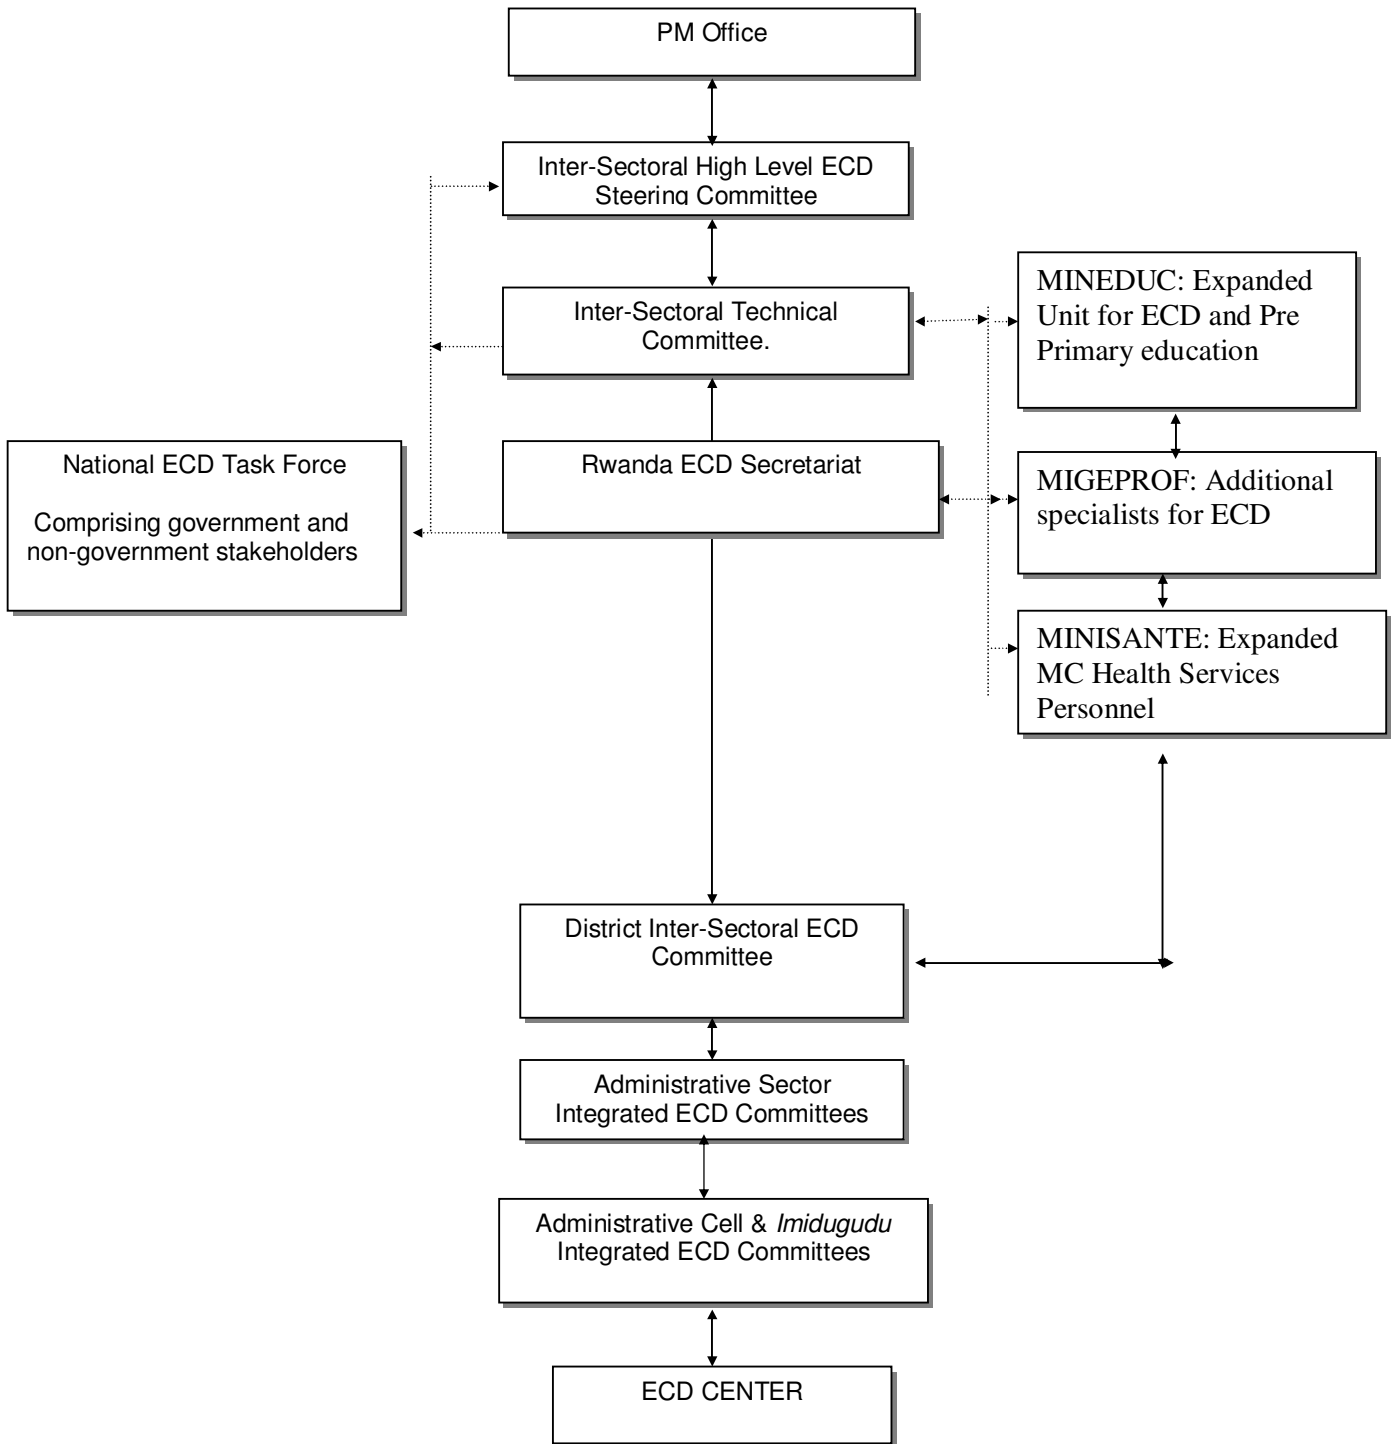 PM Office
Inter-Sectoral High Level ECD
Steering Committee
Inter-Sectoral Technical
Committee.
MINEDUC: Expanded
Unit for ECD and Pre
Primary education
National ECD Task Force
Comprising government and
non-government stakeholders
Rwanda ECD Secretariat
MIGEPROF: Additional
specialists for ECD
MINISANTE: Expanded
MC Health Services
Personnel
District Inter-Sectoral ECD
Committee
Administrative Sector
Integrated ECD Committees
Administrative Cell & Imidugudu
Integrated ECD Committees
ECD CENTER